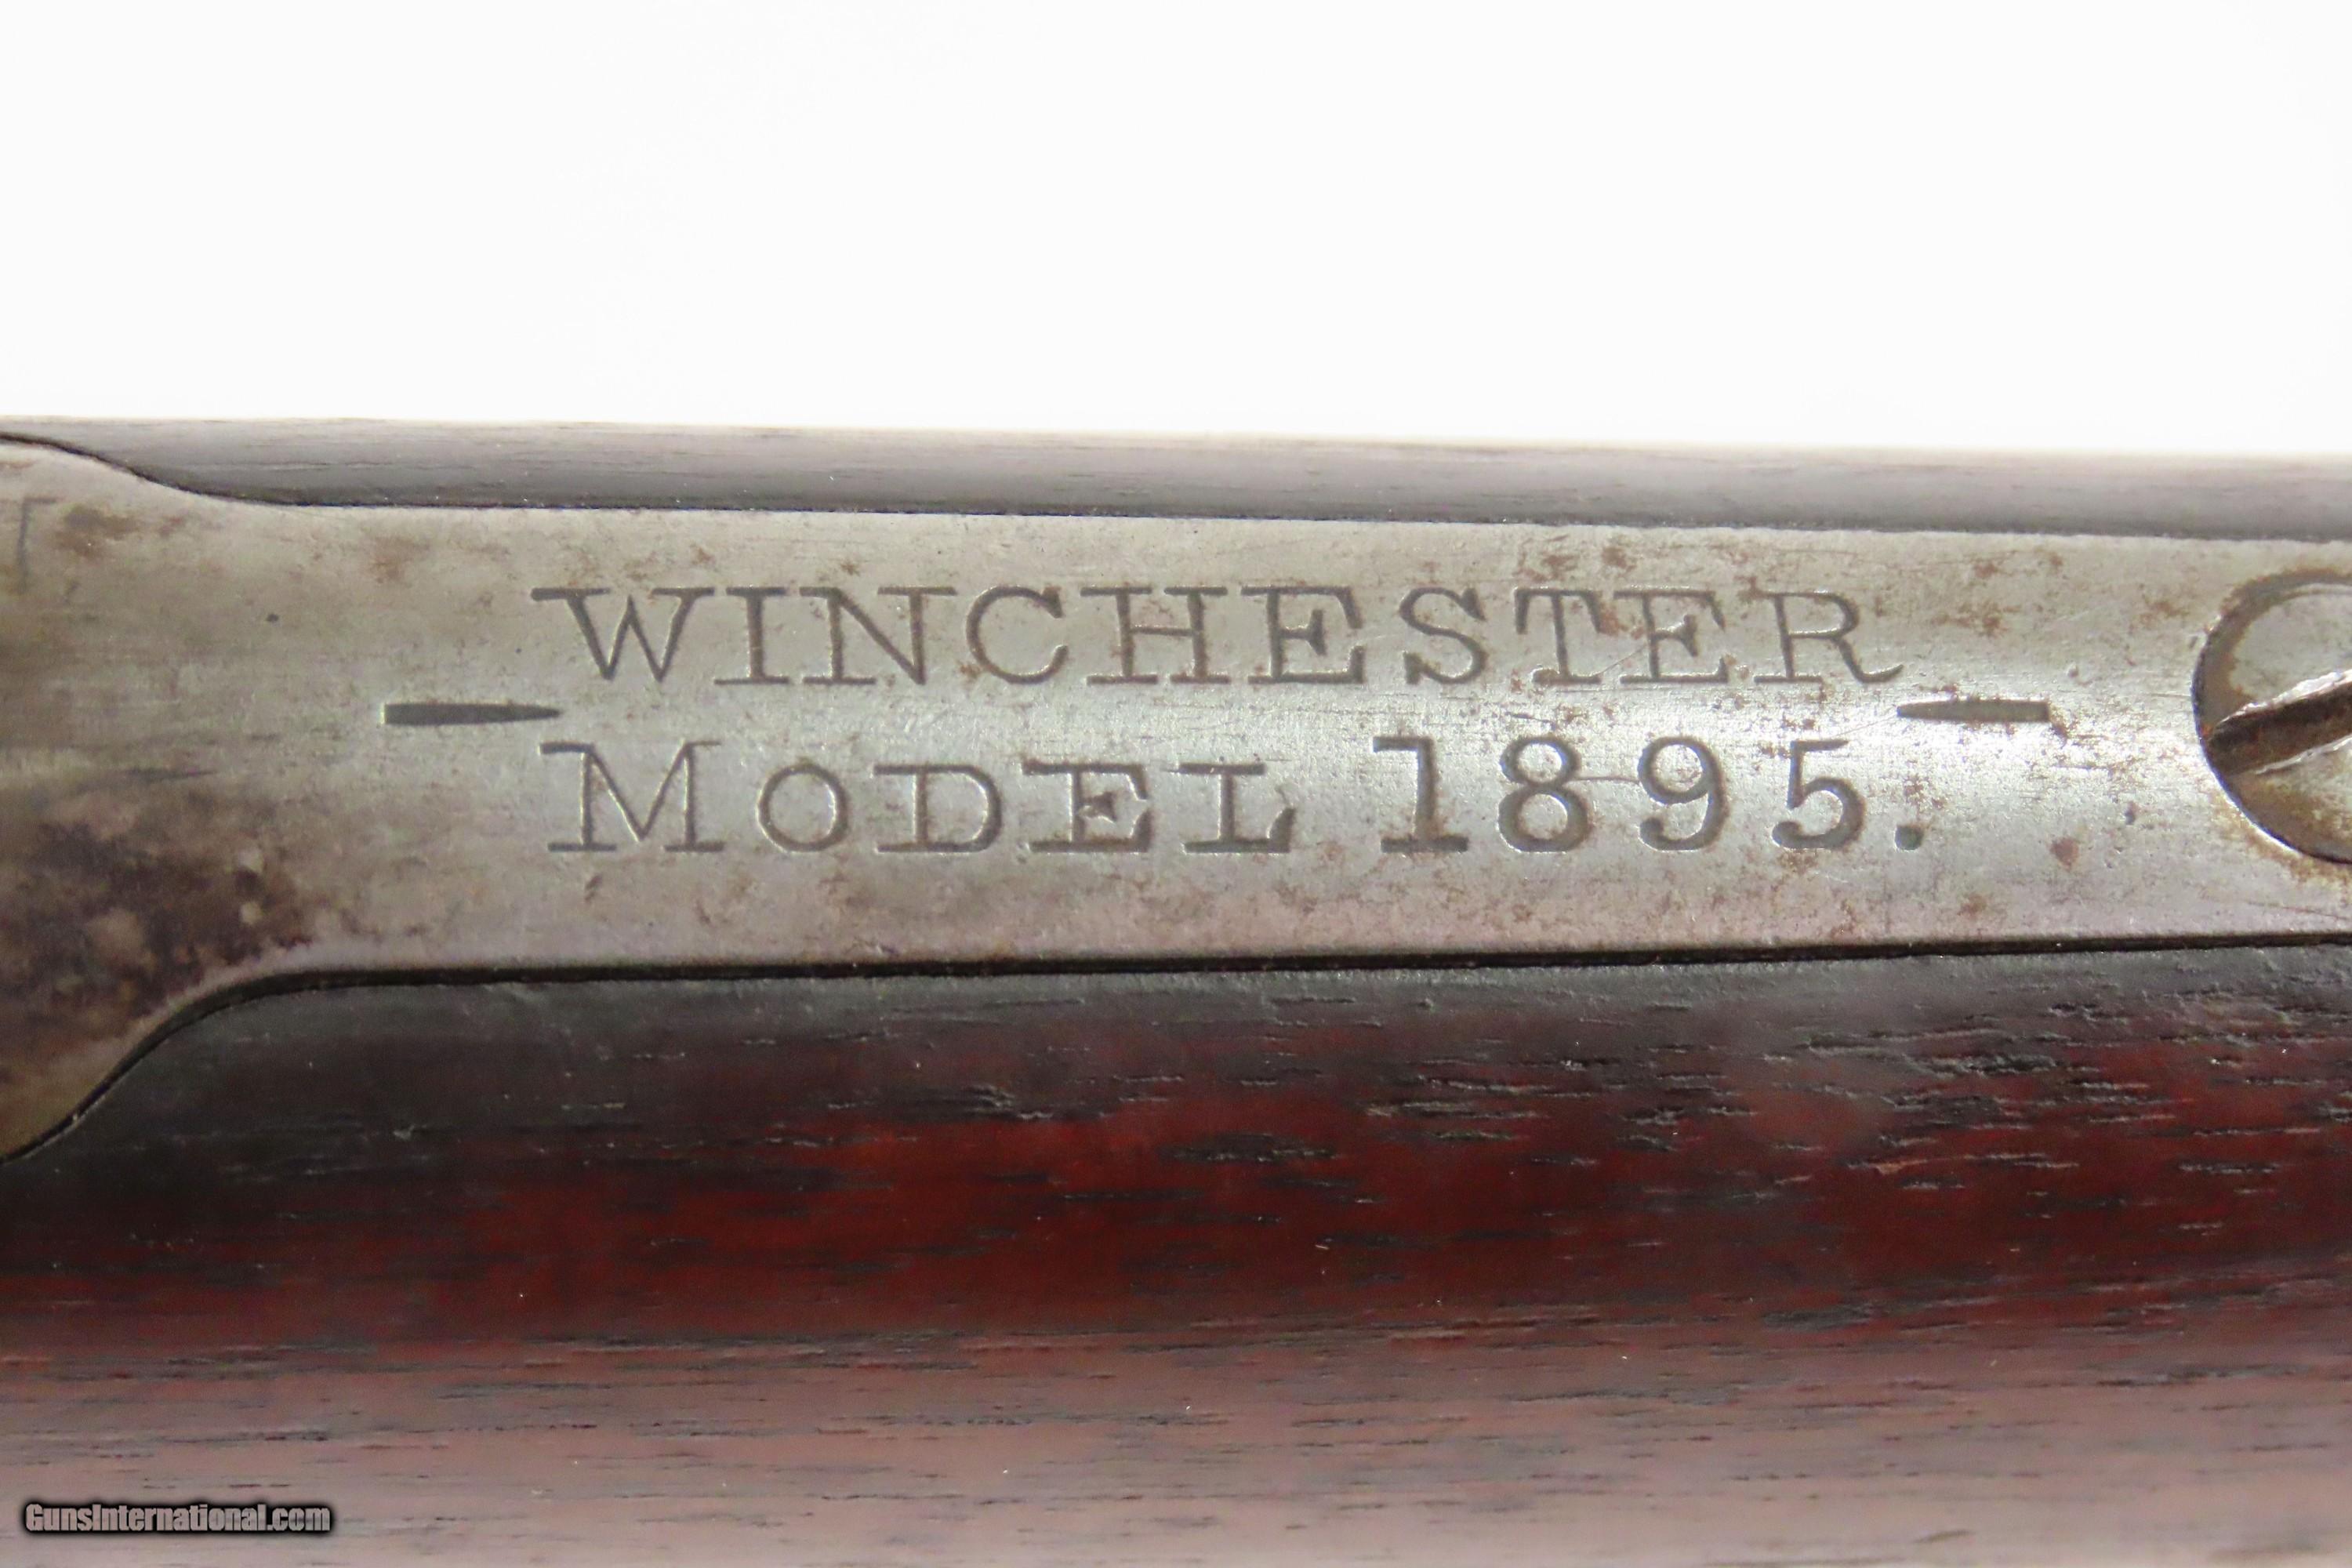 WINCHESTER
MODEL 1895.
GunsInternational.com